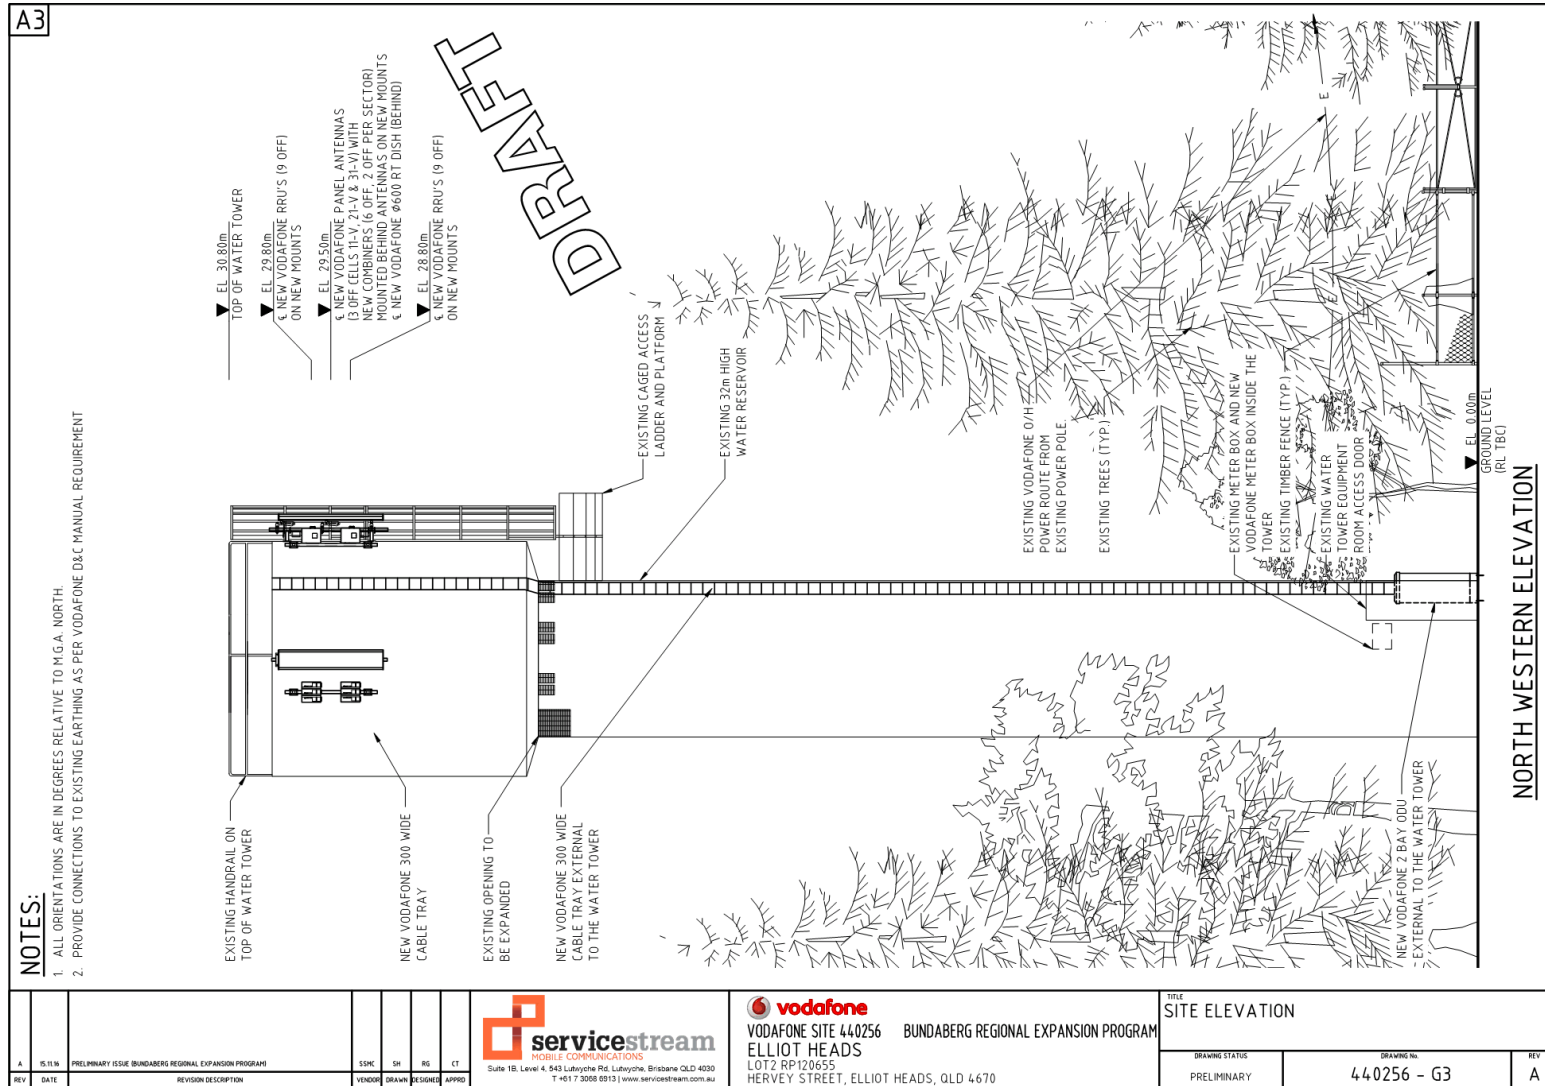 A3
DRAFT
EL 30.80m
TOP OF WATER TOWER
EL 29.80m
℄ NEW VODAFONE RRU'S (9 OFF)
ON NEW MOUNTS
EL 29.50m
℄ NEW VODAFONE PANEL ANTENNAS
(3 OFF CELLS 11-V, 21-V & 31-V) WITH
NEW COMBINERS (6 OFF, 2 OFF PER SECTOR)
MOUNTED BEHIND ANTENNAS ON NEW MOUNTS
℄ NEW VODAFONE Ø600 RT DISH (BEHIND)
EL 28.80m
℄ NEW VODAFONE RRU'S (9 OFF)
ON NEW MOUNTS
EXISTING CAGED ACCESS
LADDER AND PLATFORM
EXISTING 32m HIGH
WATER RESERVOIR
EXISTING VODAFONE O/H
POWER ROUTE FROM
EXISTING POWER POLE
EXISTING TREES (TYP.)
EXISTING METER BOX AND NEW
VODAFONE METER BOX INSIDE THE
TOWER
EXISTING TIMBER FENCE (TYP.)
EXISTING WATER
TOWER EQUIPMENT
ROOM ACCESS DOOR
E
E
EL 0.00m
GROUND LEVEL
(RL TBC)
NOTES:
1. ALL ORIENTATIONS ARE IN DEGREES RELATIVE TO M.G.A. NORTH.
2. PROVIDE CONNECTIONS TO EXISTING EARTHING AS PER VODAFONE D&C MANUAL REQUIREMENT
EXISTING HANDRAIL ON
TOP OF WATER TOWER
NEW VODAFONE 300 WIDE
CABLE TRAY
EXISTING OPENING TO
BE EXPANDED
NEW VODAFONE 300 WIDE
CABLE TRAY EXTERNAL
TO THE WATER TOWER
NEW VODAFONE 2 BAY ODU
EXTERNAL TO THE WATER TOWER
NORTH WESTERN ELEVATION
A 15.11.16 PRELIMINARY ISSUE (BUNDABERG REGIONAL EXPANSION PROGRAM) SSMC SH RG CT
REV DATE REVISION DESCRIPTION VENDOR DRAWN DESIGNED APPRD
servicestream
MOBILE COMMUNICATIONS
Suite 1B, Level 4, 543 Lutwyche Rd, Lutwyche, Brisbane QLD 4030
T +61 7 3068 6913 | www.servicestream.com.au
vodafone
VODAFONE SITE 440256 BUNDABERG REGIONAL EXPANSION PROGRAM
ELLIOT HEADS
LOT2 RP120655
HERVEY STREET, ELLIOT HEADS, QLD 4670
TITLE
SITE ELEVATION
DRAWING STATUS
PRELIMINARY
DRAWING No.
440256 - G3
REV
A